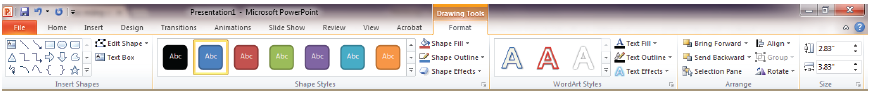 Presentation1 - Microsoft PowerPoint
Drawing Tools
File Home Insert Design Transitions Animations Slide Show Review View Acrobat Format
Abc Abc Abc Abc Abc Abc
Edit Shape
Text Box
Insert Shapes
Shape Fill
Shape Outline
Shape Effects
Shape Styles
A A A
Text Fill
Text Outline
Text Effects
WordArt Styles
Bring Forward
Send Backward
Selection Pane
Align
Group
Rotate
Arrange
2.83"
3.83"
Size